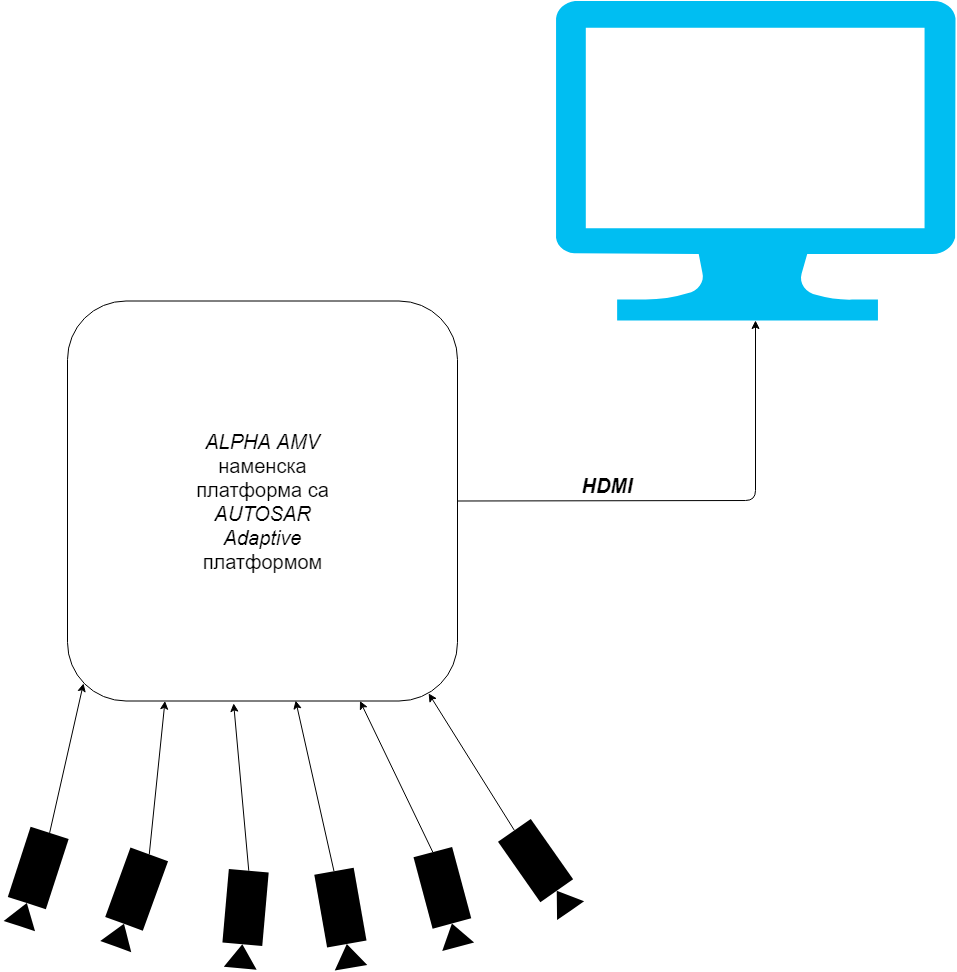 ALPHA AMV
наменска
платформа са
AUTOSAR
Adaptive
платформом
HDMI